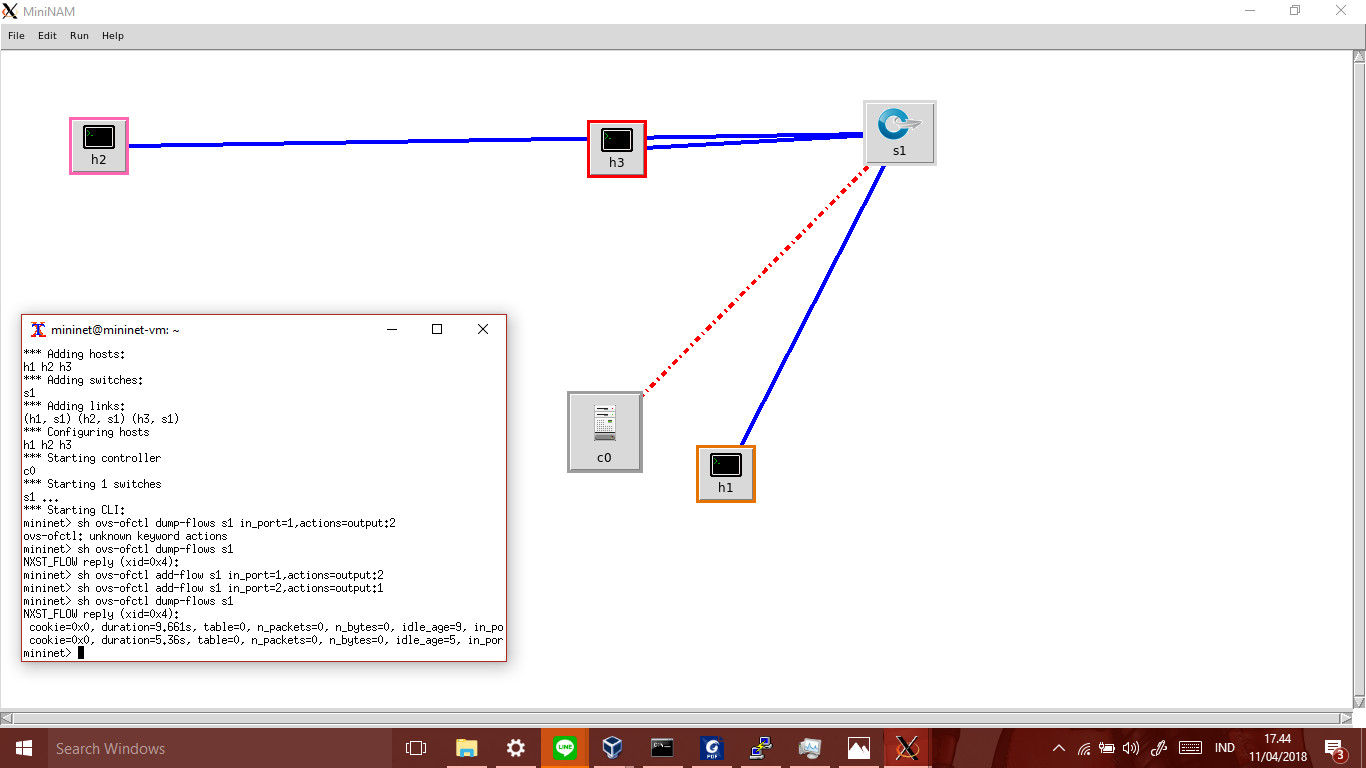 MiniNAM
File Edit Run Help
h2
h3
s1
c0
h1
mininet@mininet-vm: ~
*** Adding hosts:
h1 h2 h3
*** Adding switches:
s1
*** Adding links:
(h1, s1) (h2, s1) (h3, s1)
*** Configuring hosts
h1 h2 h3
*** Starting controller
c0
*** Starting 1 switches
s1 ...
*** Starting CLI:
mininet> sh ovs-ofctl dump-flows s1 in_port=1,actions=output:2
ovs-ofctl: unknown keyword actions
mininet> sh ovs-ofctl dump-flows s1
NXST_FLOW reply (xid=0x4):
mininet> sh ovs-ofctl add-flow s1 in_port=1,actions=output:2
mininet> sh ovs-ofctl add-flow s1 in_port=2,actions=output:1
mininet> sh ovs-ofctl dump-flows s1
NXST_FLOW reply (xid=0x4):
cookie=0x0, duration=9.661s, table=0, n_packets=0, n_bytes=0, idle_age=9, in_po
cookie=0x0, duration=5.36s, table=0, n_packets=0, n_bytes=0, idle_age=5, in_por
mininet>
Search Windows
LINE
PDF
IND
17.44
11/04/2018
3